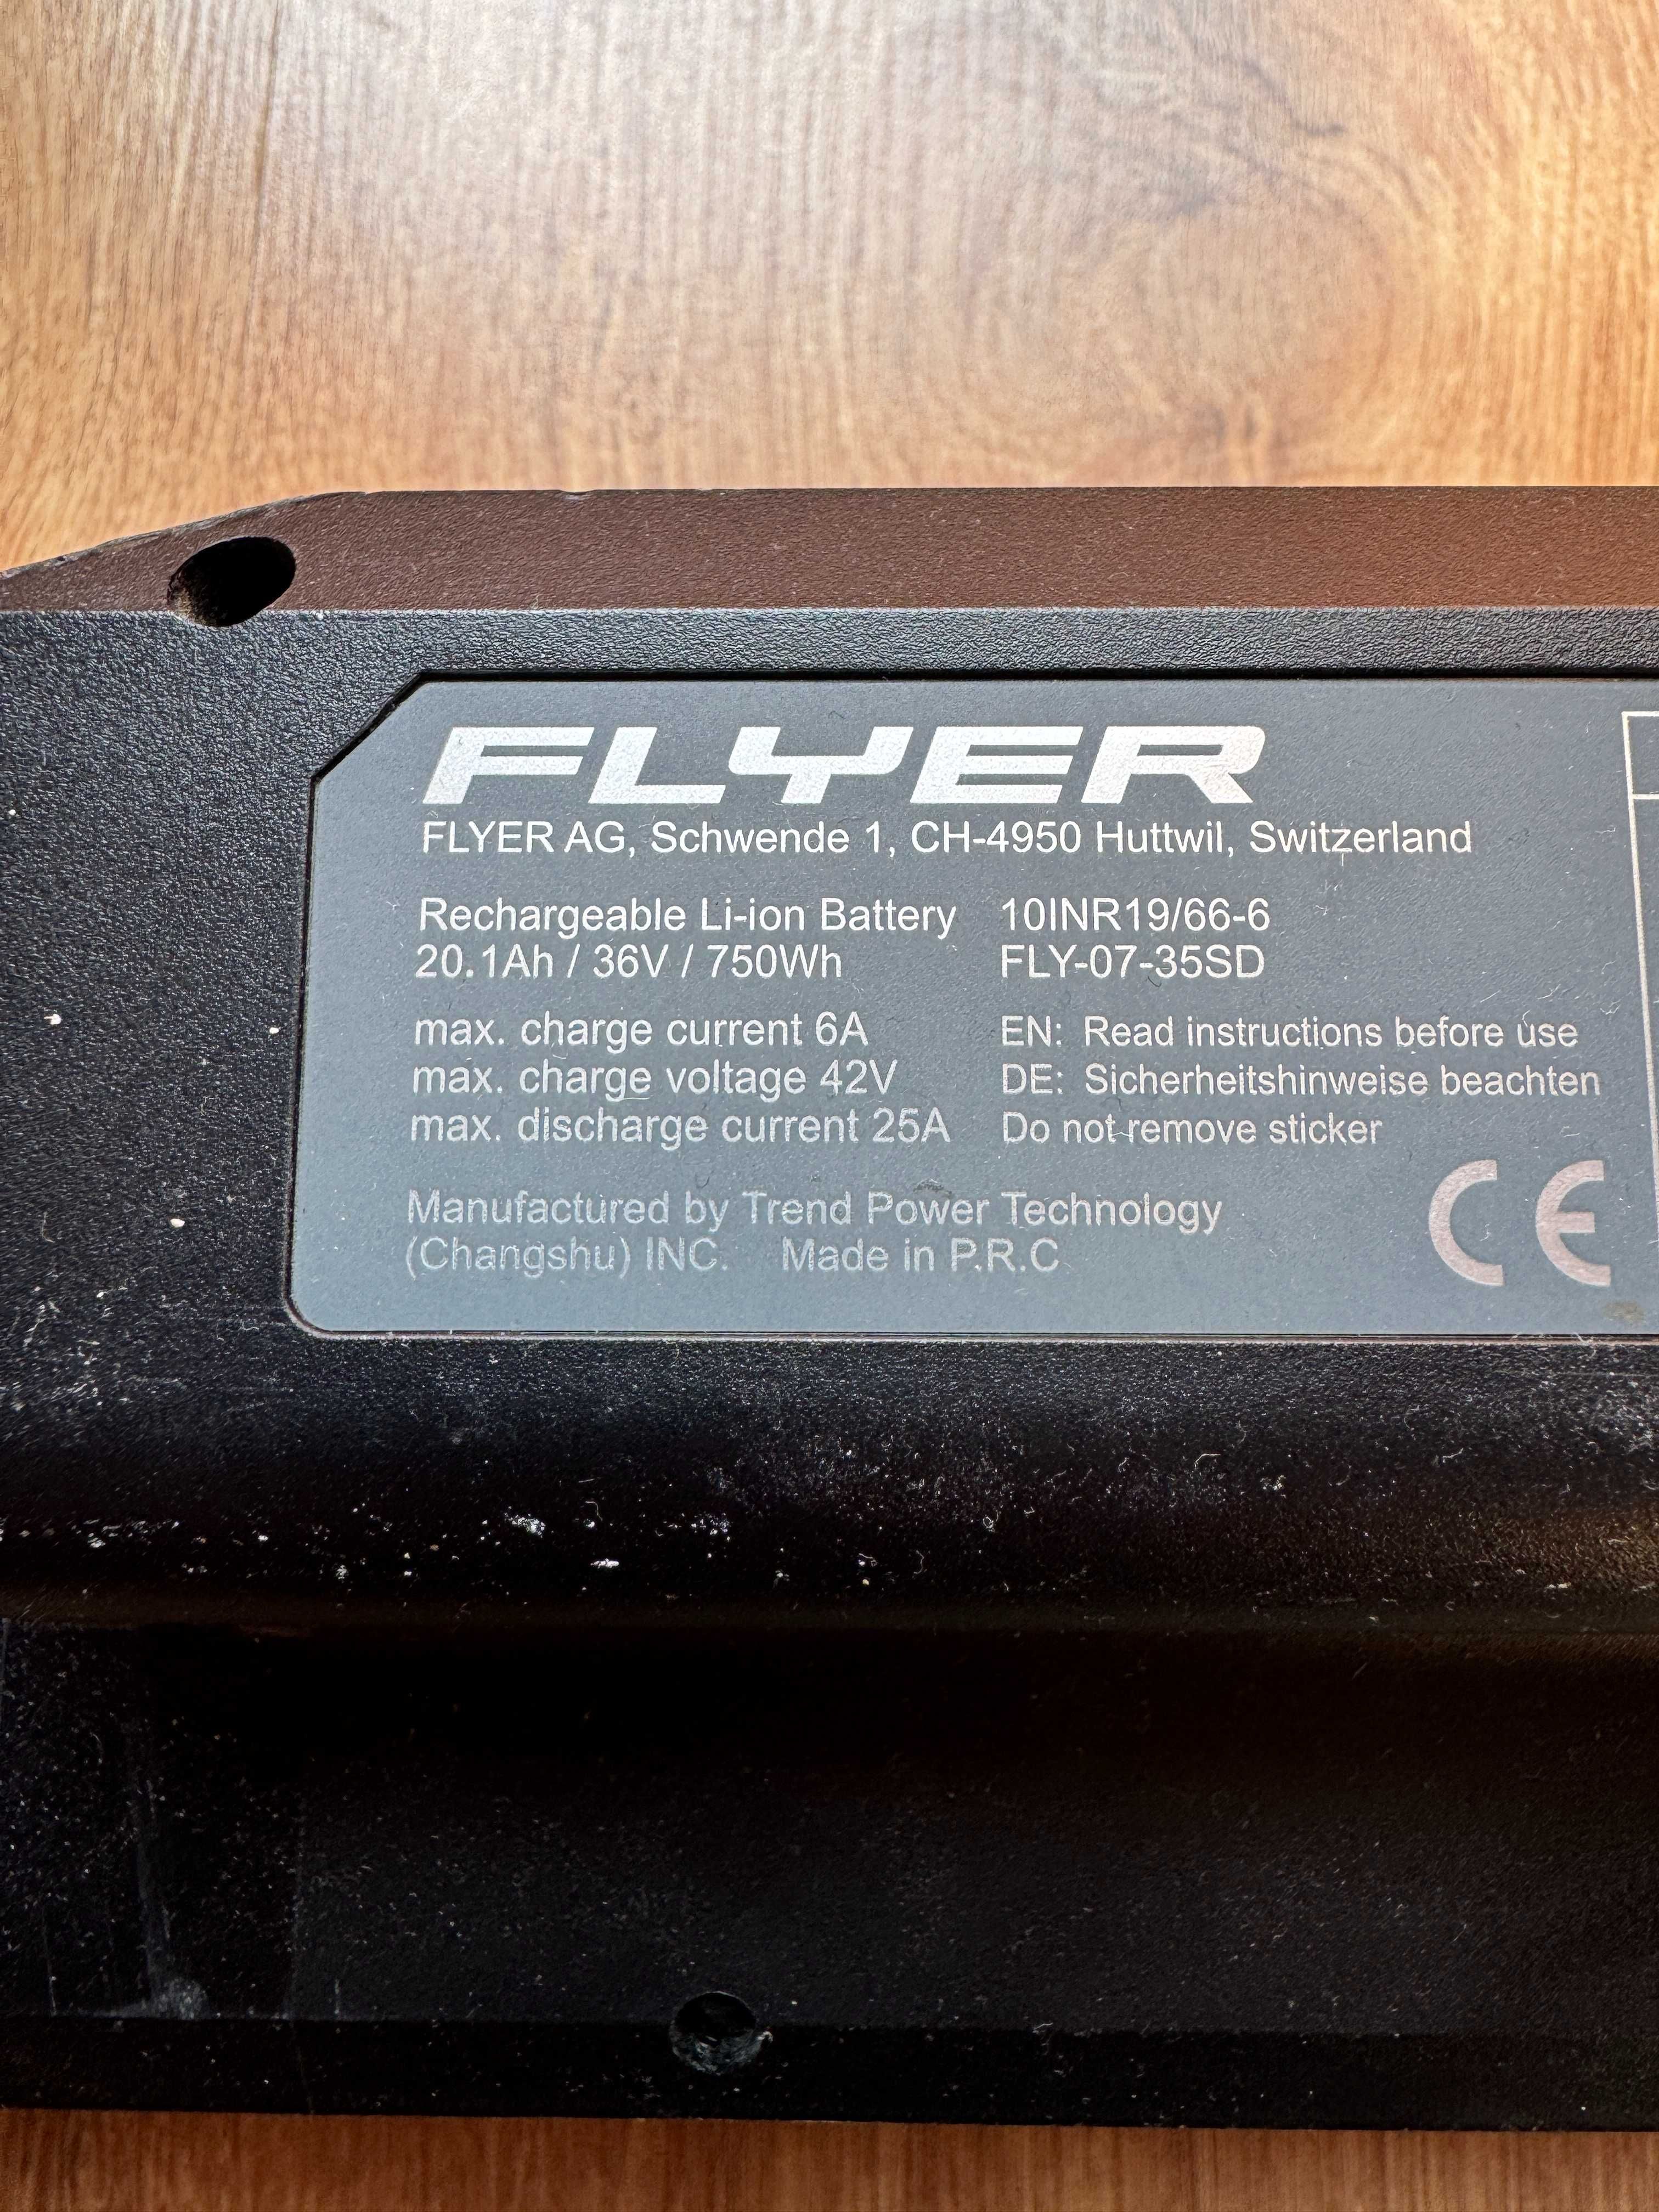 FLYER
FLYER AG, Schwende 1, CH-4950 Huttwil, Switzerland
Rechargeable Li-ion Battery 10INR19/66-6
20.1Ah / 36V / 750Wh FLY-07-35SD
max. charge current 6A EN: Read instructions before use
max. charge voltage 42V DE: Sicherheitshinweise beachten
max. discharge current 25A Do not remove sticker
Manufactured by Trend Power Technology
(Changshu) INC. Made in P.R.C
CE